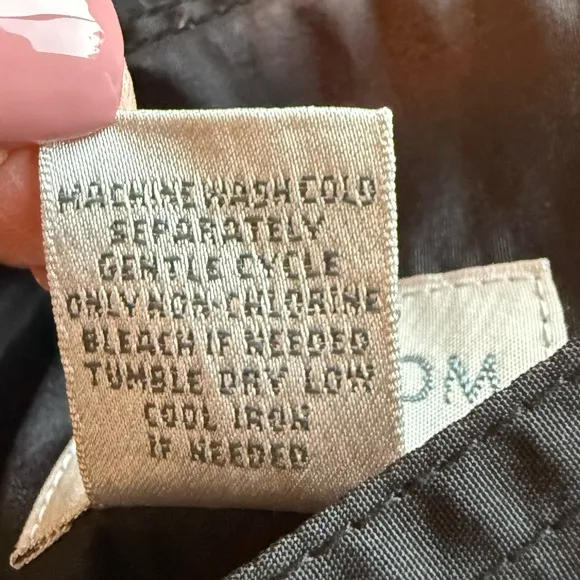 MACHINE WASH COLD
SEPARATELY
GENTLE CYCLE
ONLY NON-CHLORINE
BLEACH IF NEEDED
TUMBLE DRY LOW
COOL IRON
IF NEEDED